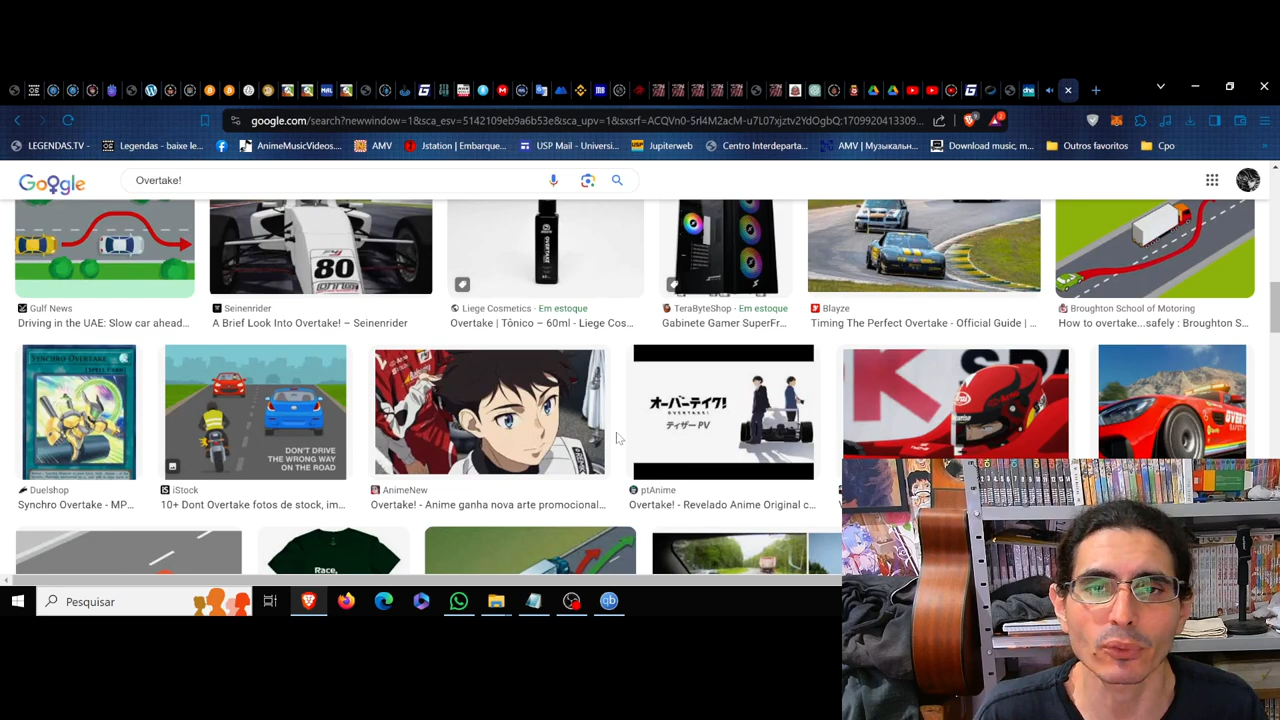 google.com/search?newwindow=1&sca_esv=5142109eb9a6b53e&sca_upv=1&sxsrf=ACQVn0-5rl4M2acM-u7L07xjztv2YdOgbQ:1709920413309...
LEGENDAS.TV -
Legendas - baixe le...
AnimeMusicVideos....
AMV
Jstation | Embarque...
USP Mail - Universi...
Jupiterweb
Centro Interdeparta...
AMV | Музыкальн...
Download music, m...
Outros favoritos
Cpo
Google
Overtake!
80
OVERTAKE
Gulf News
Driving in the UAE: Slow car ahead...
Seinenrider
A Brief Look Into Overtake! – Seinenrider
Liege Cosmetics · Em estoque
Overtake | Tônico – 60ml - Liege Cos...
TeraByteShop · Em estoque
Gabinete Gamer SuperFr...
Blayze
Timing The Perfect Overtake - Official Guide | ...
Broughton School of Motoring
How to overtake...safely : Broughton S...
SYNCHRO OVERTAKE
DON'T DRIVE
THE WRONG WAY
ON THE ROAD
オーバーテイク!
OVERTAKE!
ティザー PV
Duelshop
Synchro Overtake - MP...
iStock
10+ Dont Overtake fotos de stock, im...
AnimeNew
Overtake! - Anime ganha nova arte promocional...
ptAnime
Overtake! - Revelado Anime Original c...
Race,
Pesquisar